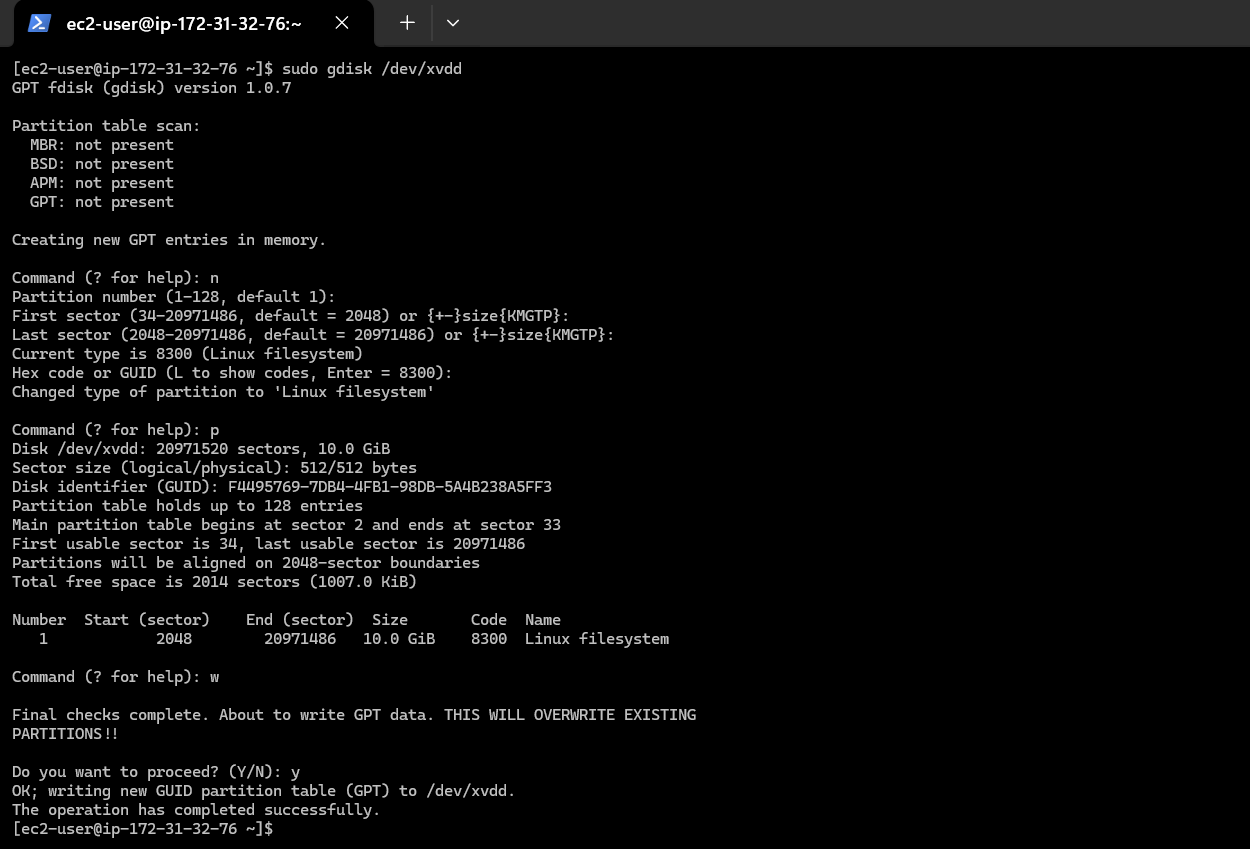 ec2-user@ip-172-31-32-76:~
[ec2-user@ip-172-31-32-76 ~]$ sudo gdisk /dev/xvdd
GPT fdisk (gdisk) version 1.0.7
Partition table scan:
  MBR: not present
  BSD: not present
  APM: not present
  GPT: not present
Creating new GPT entries in memory.
Command (? for help): n
Partition number (1-128, default 1):
First sector (34-20971486, default = 2048) or {+-}size{KMGTP}:
Last sector (2048-20971486, default = 20971486) or {+-}size{KMGTP}:
Current type is 8300 (Linux filesystem)
Hex code or GUID (L to show codes, Enter = 8300):
Changed type of partition to 'Linux filesystem'
Command (? for help): p
Disk /dev/xvdd: 20971520 sectors, 10.0 GiB
Sector size (logical/physical): 512/512 bytes
Disk identifier (GUID): F4495769-7DB4-4FB1-98DB-5A4B238A5FF3
Partition table holds up to 128 entries
Main partition table begins at sector 2 and ends at sector 33
First usable sector is 34, last usable sector is 20971486
Partitions will be aligned on 2048-sector boundaries
Total free space is 2014 sectors (1007.0 KiB)
Number  Start (sector)    End (sector)  Size       Code  Name
   1            2048        20971486   10.0 GiB    8300  Linux filesystem
Command (? for help): w
Final checks complete. About to write GPT data. THIS WILL OVERWRITE EXISTING
PARTITIONS!!
Do you want to proceed? (Y/N): y
OK; writing new GUID partition table (GPT) to /dev/xvdd.
The operation has completed successfully.
[ec2-user@ip-172-31-32-76 ~]$